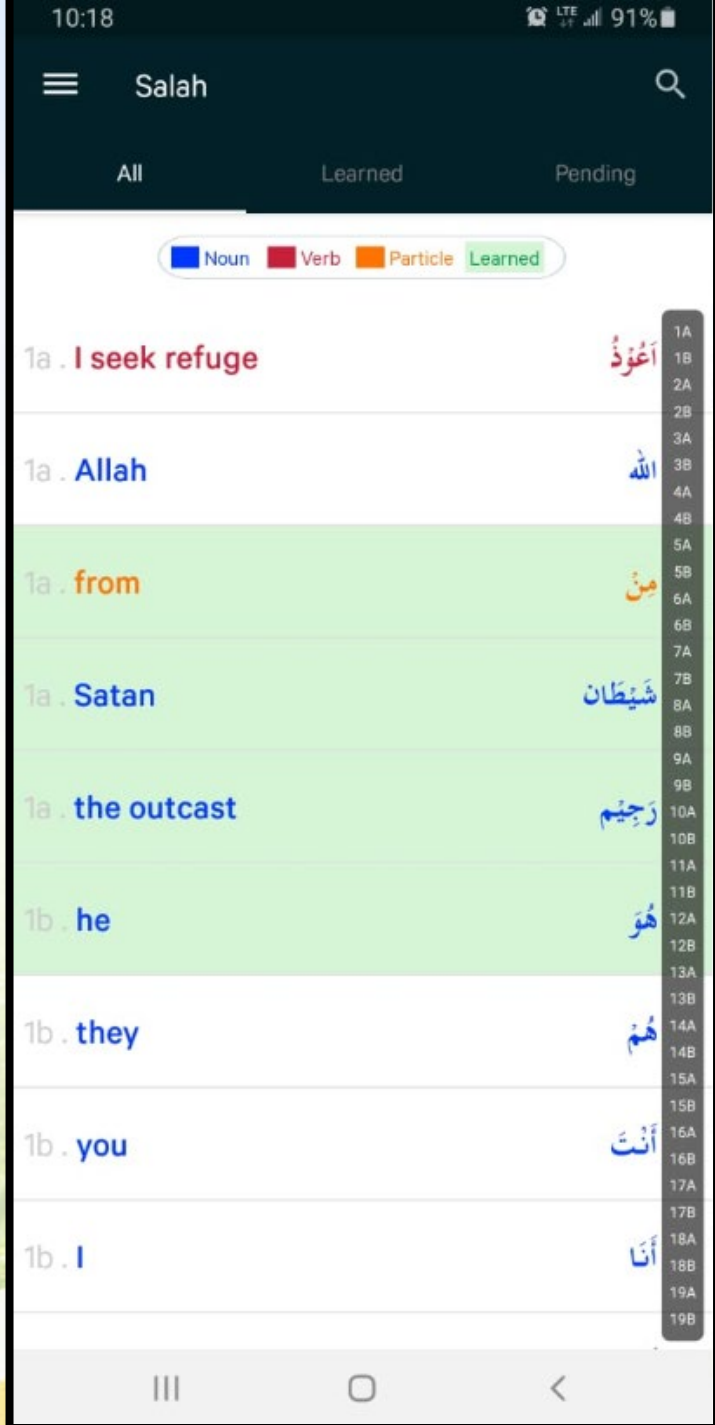 10:18 LTE 91%
Salah
All Learned Pending
Noun Verb Particle Learned
1a . I seek refuge اَعُوْذُ
1a . Allah الله
1a . from مِنْ
1a . Satan شَيْطَان
1a . the outcast رَجِيْم
1b . he هُوَ
1b . they هُمْ
1b . you أَنْتَ
1b . I أَنَا
1A
1B
2A
2B
3A
3B
4A
4B
5A
5B
6A
6B
7A
7B
8A
8B
9A
9B
10A
10B
11A
11B
12A
12B
13A
13B
14A
14B
15A
15B
16A
16B
17A
17B
18A
18B
19A
19B